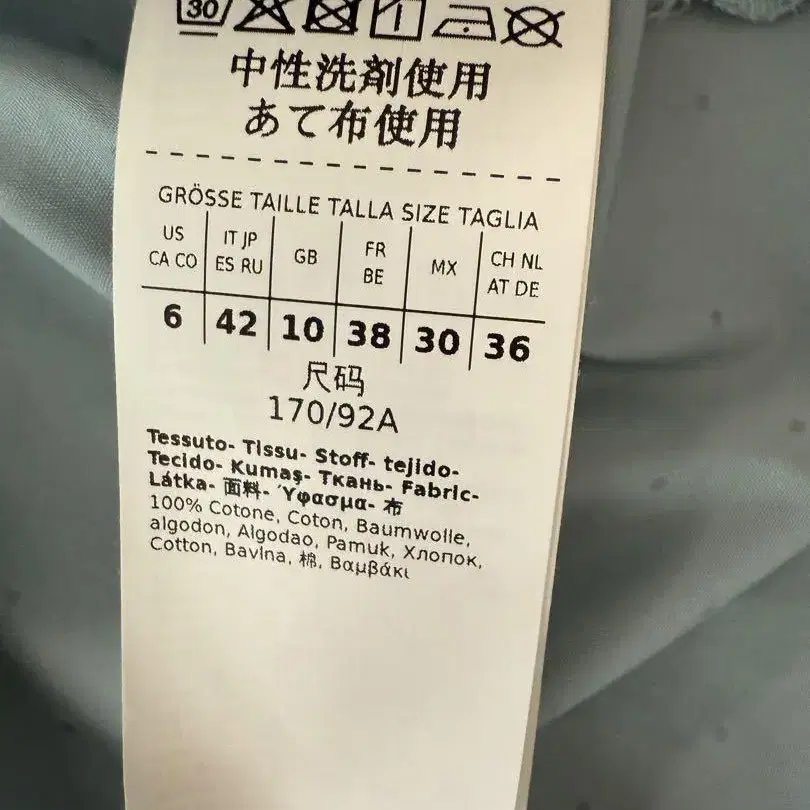 30
中性洗剤使用
あて布使用
GRÖSSE TAILLE TALLA SIZE TAGLIA
US CA CO
IT JP ES RU
GB
FR BE
MX
CH NL AT DE
6 42 10 38 30 36
尺码
170/92A
Tessuto- Tissu- Stoff- tejido-
Tecido- Kumaş- Ткань- Fabric-
Látka- 面料- Ύφασμα- 布
100% Cotone, Coton, Baumwolle,
algodon, Algodao, Pamuk, Хлопок,
Cotton, Bavlna, 棉, Βαμβάκι